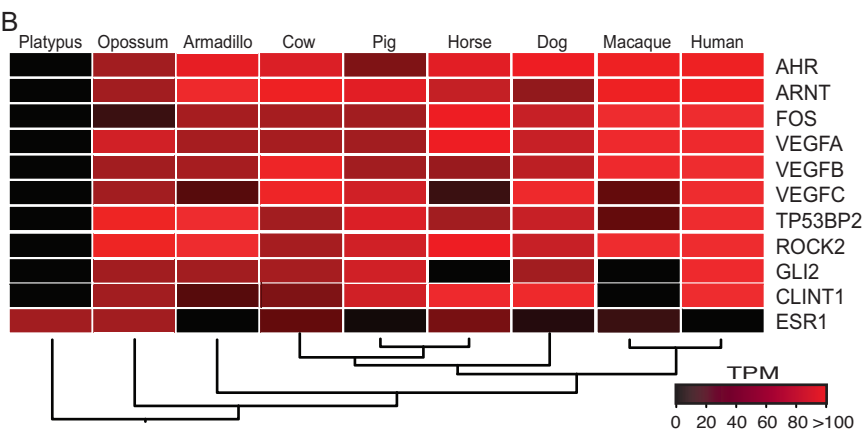 B
Platypus Opossum Armadillo Cow Pig Horse Dog Macaque Human
AHR
ARNT
FOS
VEGFA
VEGFB
VEGFC
TP53BP2
ROCK2
GLI2
CLINT1
ESR1
TPM
0 20 40 60 80 >100